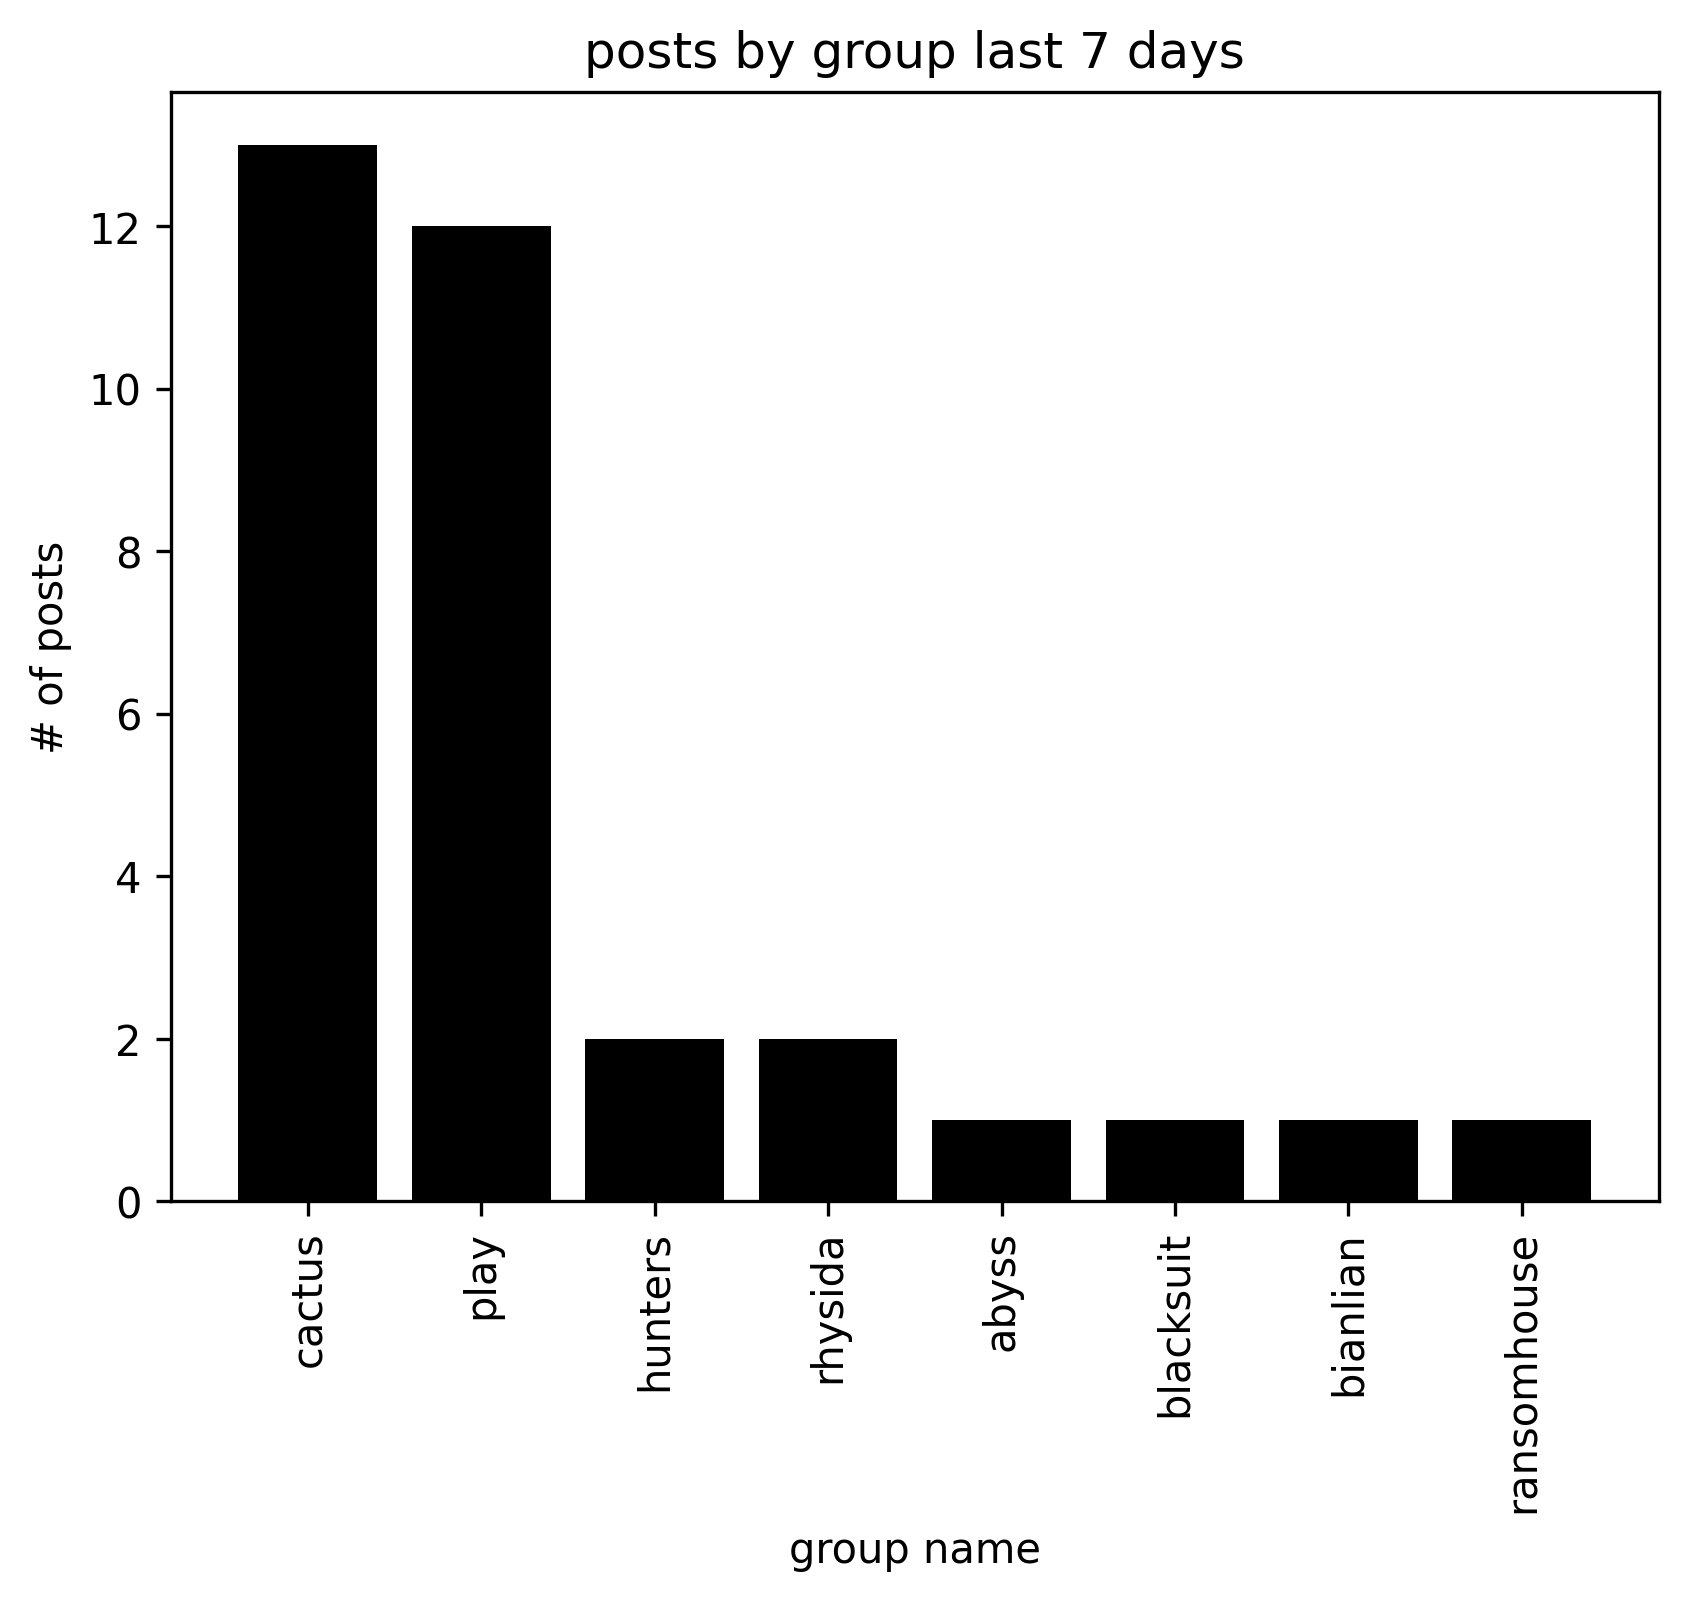 posts by group last 7 days
# of posts
12
10
8
6
4
2
0
cactus
play
hunters
rhysida
abyss
blacksuit
bianlian
ransomhouse
group name